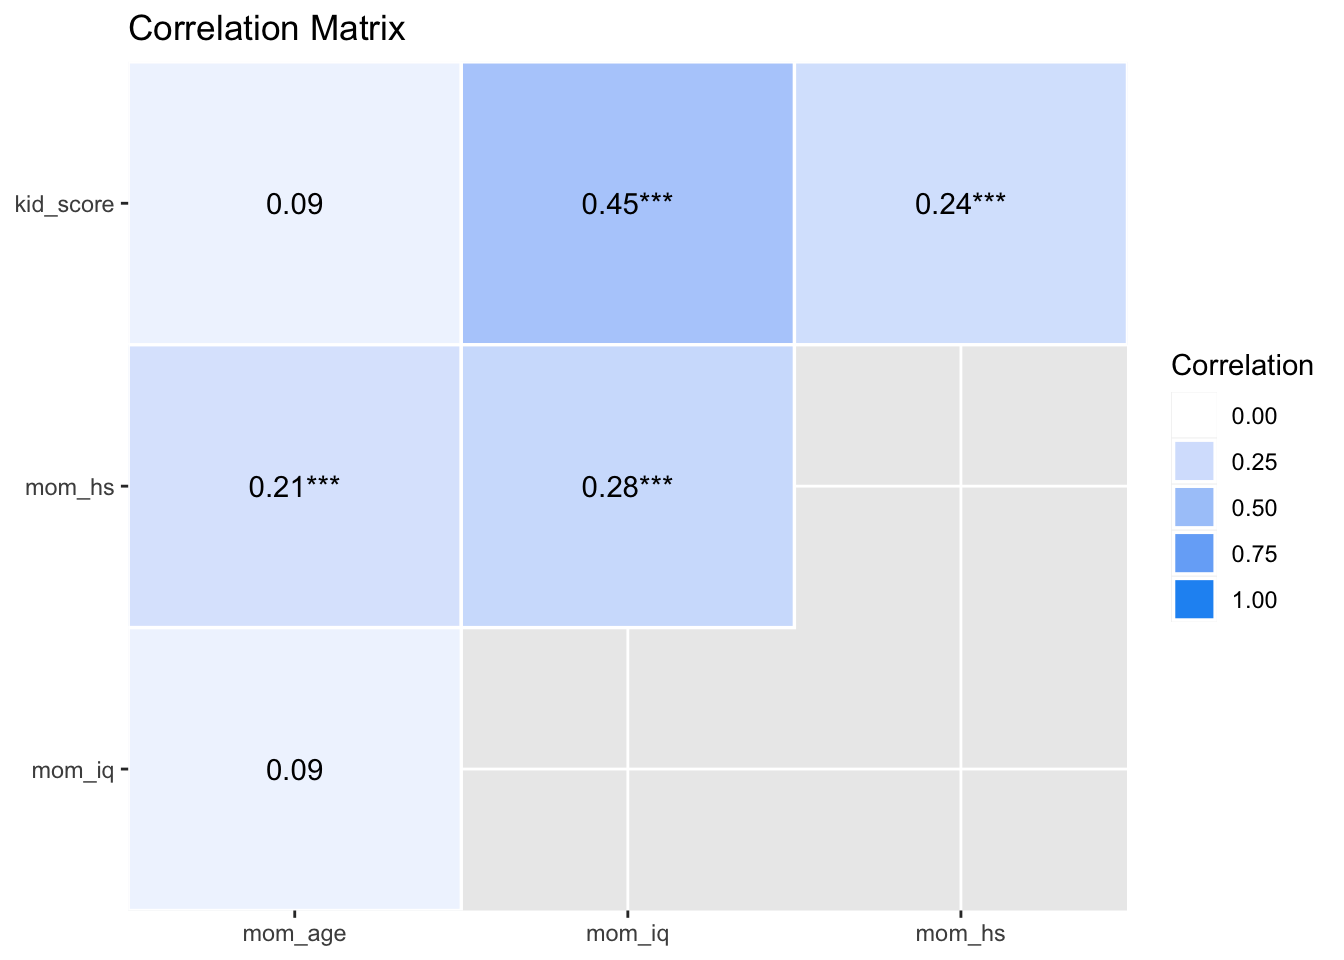 Correlation Matrix
kid_score
0.09
0.45***
0.24***
mom_hs
0.21***
0.28***
mom_iq
0.09
mom_age
mom_iq
mom_hs
Correlation
0.00
0.25
0.50
0.75
1.00